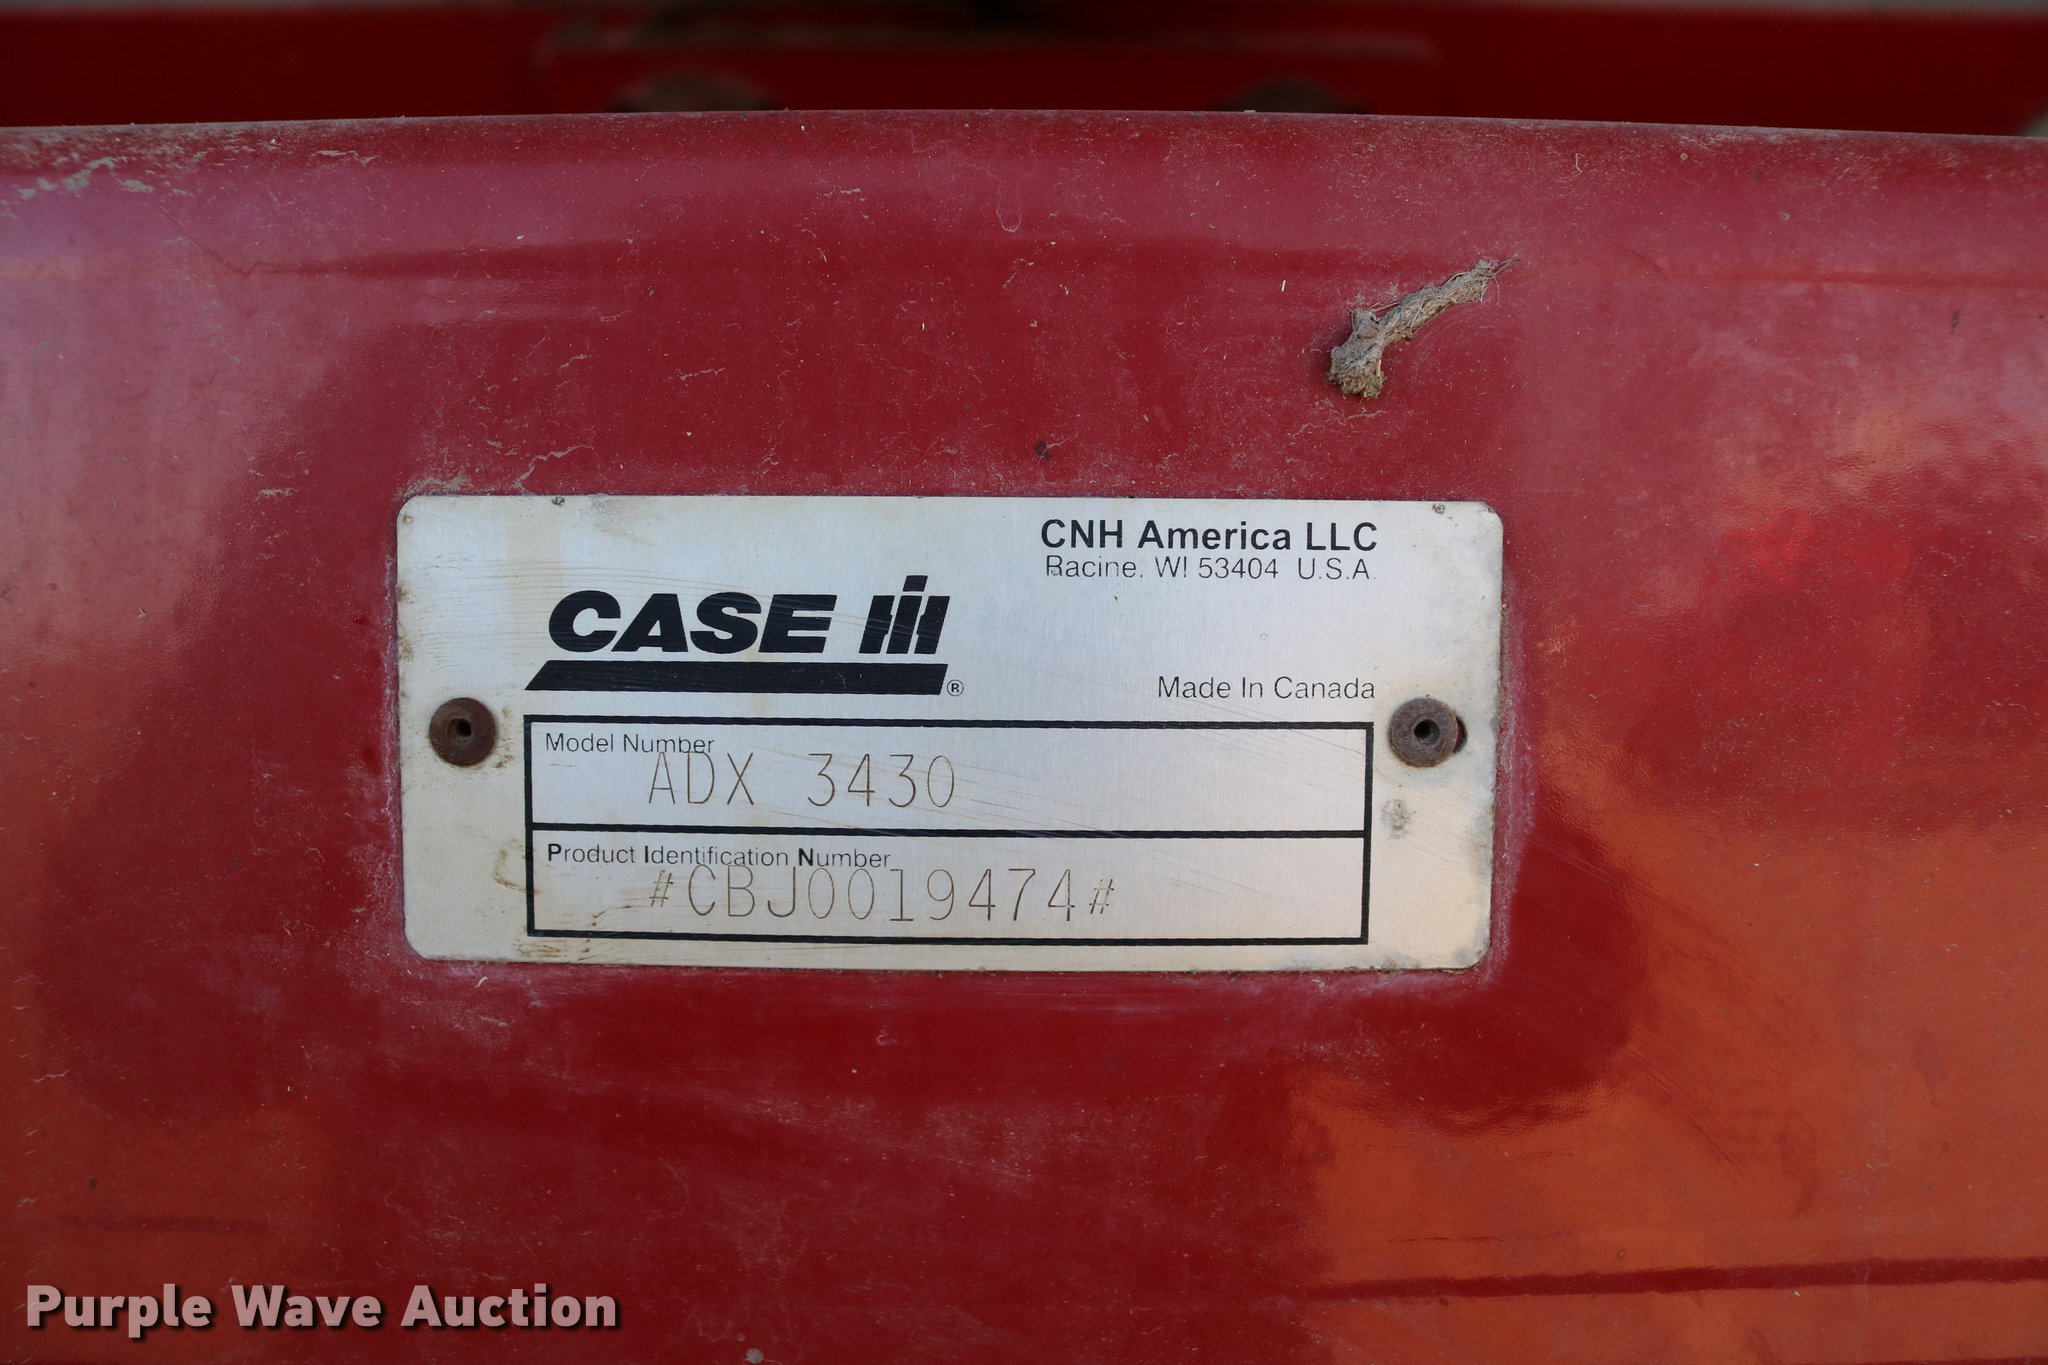 CNH America LLC
Racine, WI 53404 U.S.A.
CASE IH
®
Made In Canada
Model Number
ADX 3430
Product Identification Number
#CBJ0019474#
Purple Wave Auction